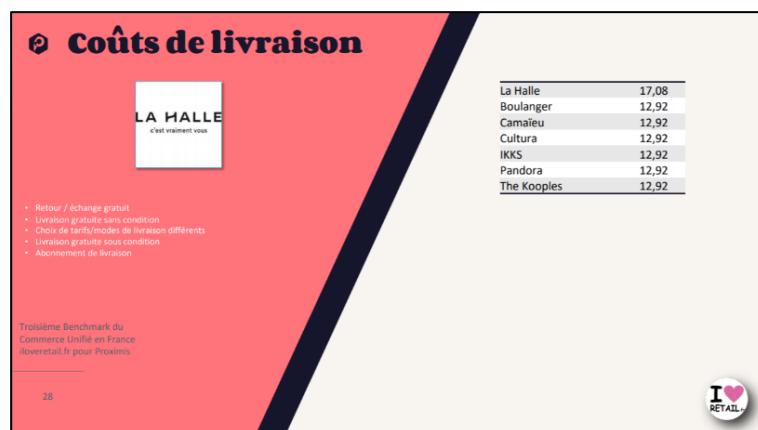 Coûts de livraison
LA HALLE
c'est vraiment vous
• Retour / échange gratuit
• Livraison gratuite sans condition
• Choix de tarifs/modes de livraison différents
• Livraison gratuite sous condition
• Abonnement de livraison
Troisième Benchmark du
Commerce Unifié en France
iloveretail.fr pour Proximis
28
La Halle 17,08
Boulanger 12,92
Camaïeu 12,92
Cultura 12,92
IKKS 12,92
Pandora 12,92
The Kooples 12,92
I
RETAIL.fr